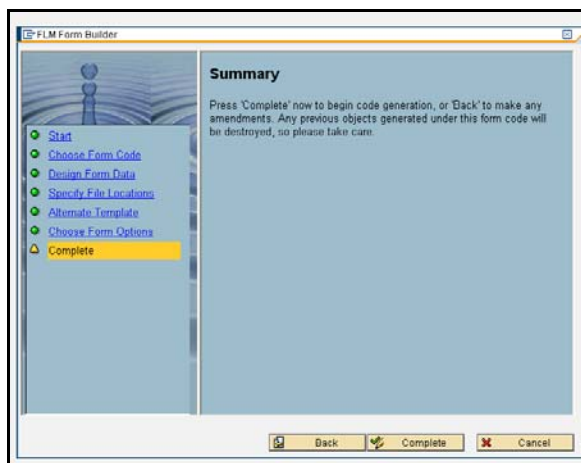 FLM Form Builder
Summary
Press 'Complete' now to begin code generation, or 'Back' to make any
amendments. Any previous objects generated under this form code will
be destroyed, so please take care.
Start
Choose Form Code
Design Form Data
Specify File Locations
Alternate Template
Choose Form Options
Complete
Back
Complete
Cancel